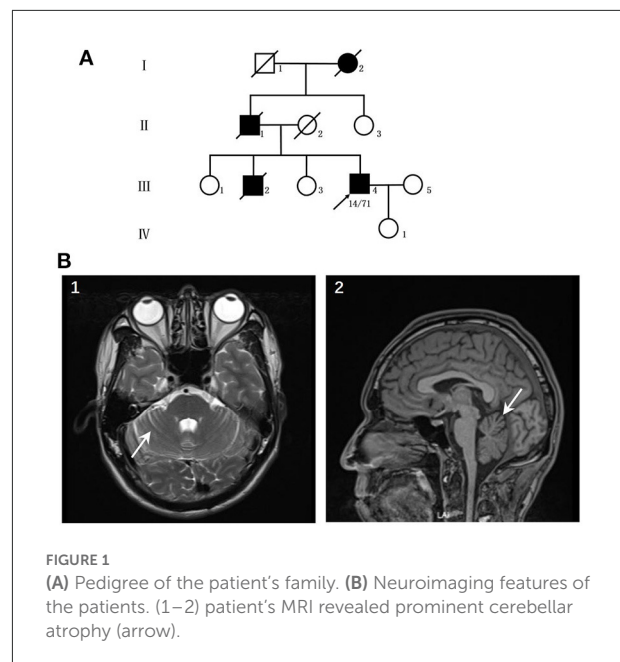 A
I
1
2
II
1
2
3
III
1
2
3
4
5
14/71
IV
1
B
1
2
LAI
FIGURE 1
(A) Pedigree of the patient's family. (B) Neuroimaging features of
the patients. (1–2) patient's MRI revealed prominent cerebellar
atrophy (arrow).